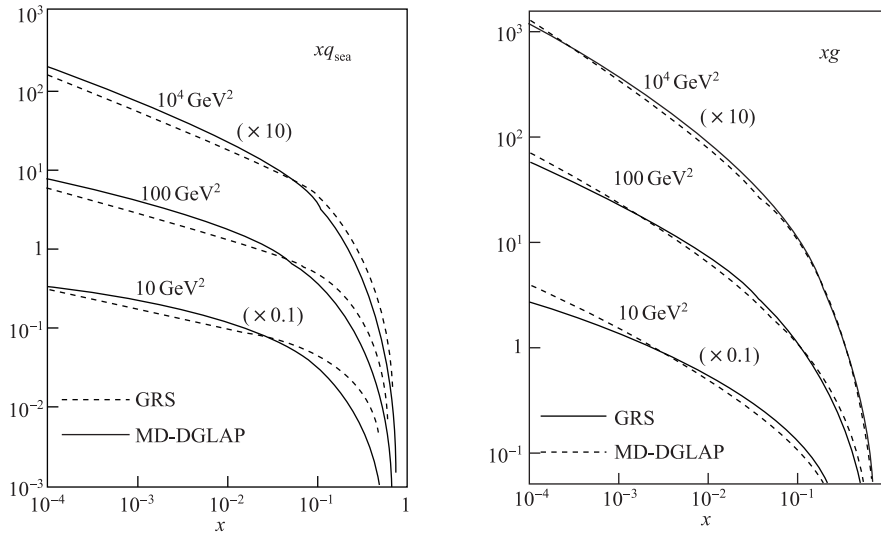 10³
10²
10¹
1
10⁻¹
10⁻²
10⁻³
xq_sea
10⁴ GeV²
(×10)
100 GeV²
10 GeV²
(×0.1)
GRS
MD-DGLAP
10⁻⁴ 10⁻³ 10⁻² 10⁻¹ 1
x
10³
10²
10¹
1
10⁻¹
xg
10⁴ GeV²
(×10)
100 GeV²
10 GeV²
(×0.1)
GRS
MD-DGLAP
10⁻⁴ 10⁻³ 10⁻² 10⁻¹
x